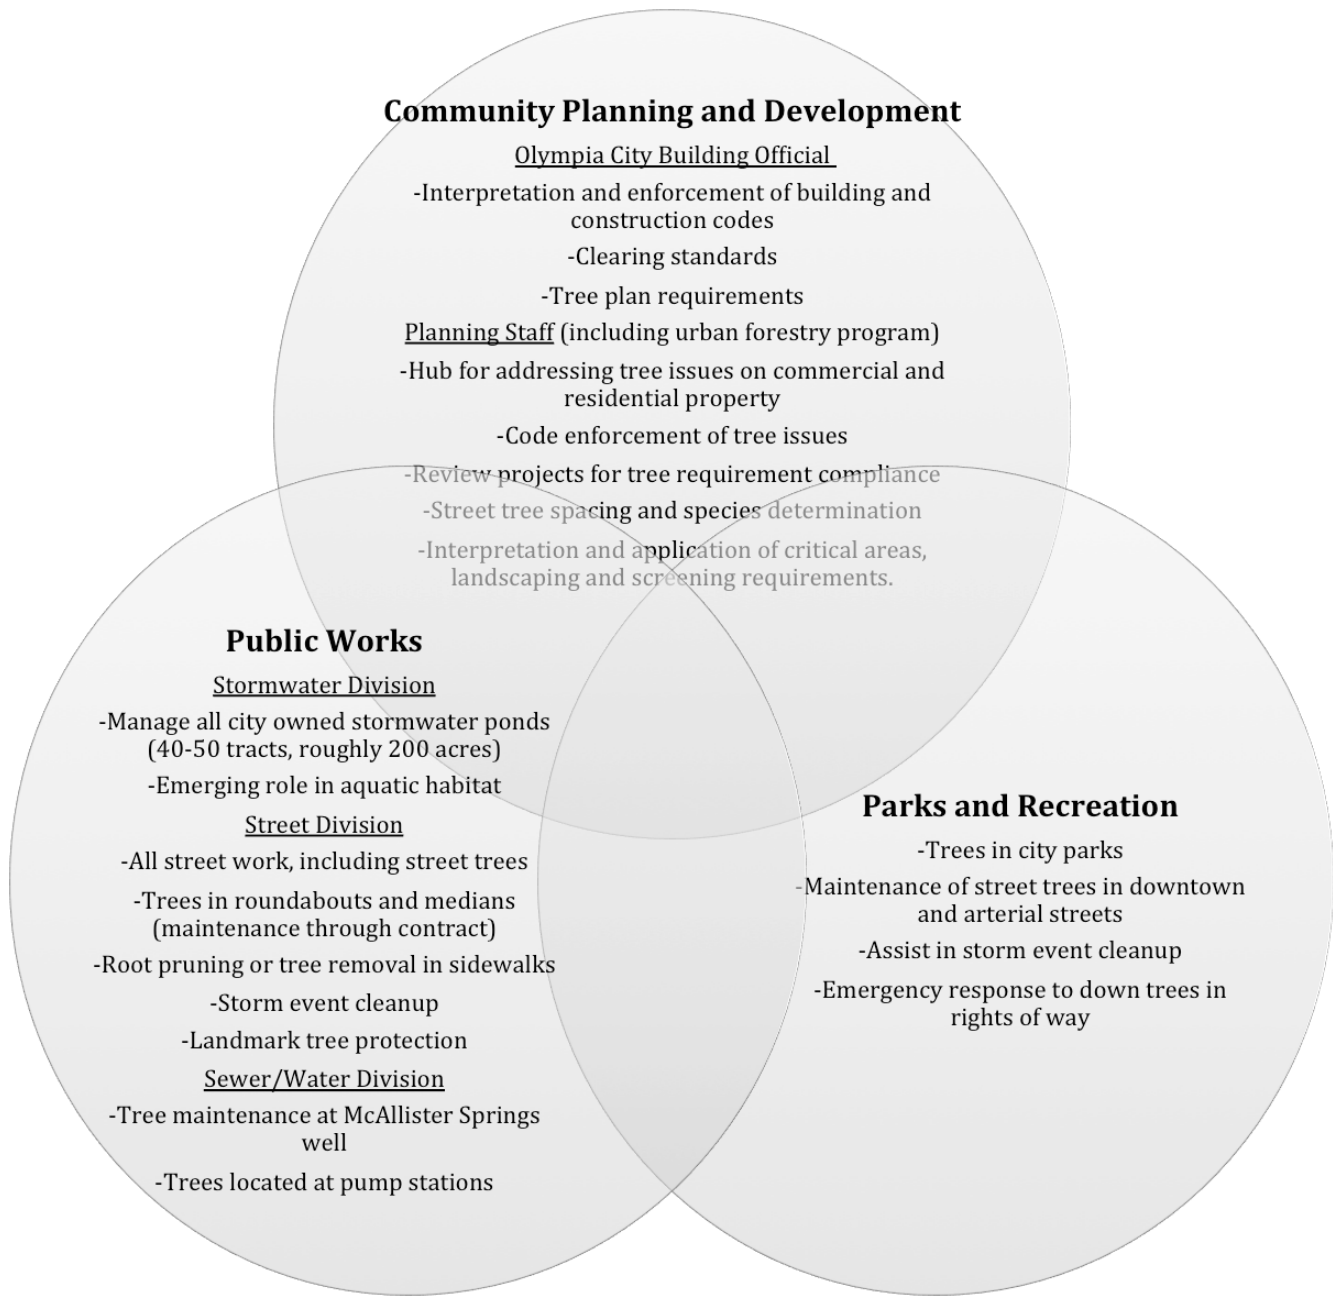 Community Planning and Development
Olympia City Building Official
-Interpretation and enforcement of building and
construction codes
-Clearing standards
-Tree plan requirements
Planning Staff (including urban forestry program)
-Hub for addressing tree issues on commercial and
residential property
-Code enforcement of tree issues
-Review projects for tree requirement compliance
-Street tree spacing and species determination
-Interpretation and application of critical areas,
landscaping and screening requirements.
Public Works
Stormwater Division
-Manage all city owned stormwater ponds
(40-50 tracts, roughly 200 acres)
-Emerging role in aquatic habitat
Street Division
-All street work, including street trees
-Trees in roundabouts and medians
(maintenance through contract)
-Root pruning or tree removal in sidewalks
-Storm event cleanup
-Landmark tree protection
Sewer/Water Division
-Tree maintenance at McAllister Springs
well
-Trees located at pump stations
Parks and Recreation
-Trees in city parks
-Maintenance of street trees in downtown
and arterial streets
-Assist in storm event cleanup
-Emergency response to down trees in
rights of way